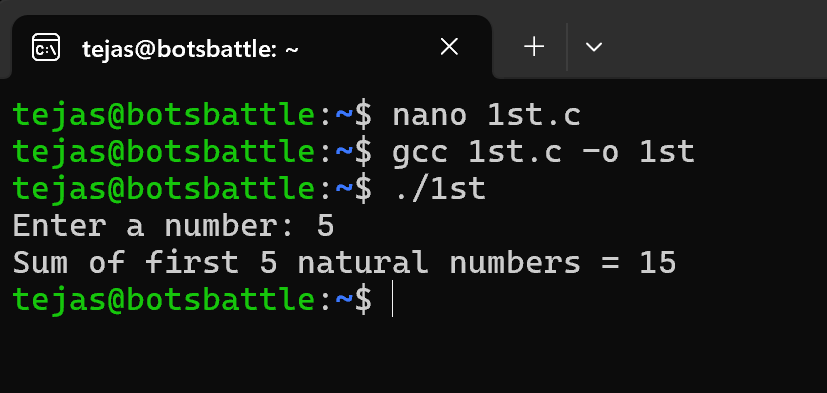 tejas@botsbattle: ~
tejas@botsbattle:~$ nano 1st.c
tejas@botsbattle:~$ gcc 1st.c -o 1st
tejas@botsbattle:~$ ./1st
Enter a number: 5
Sum of first 5 natural numbers = 15
tejas@botsbattle:~$